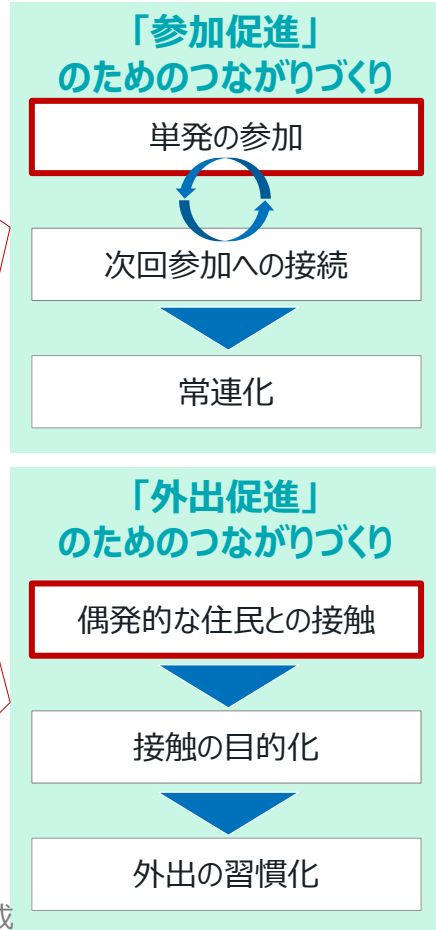 「参加促進」
のためのつながりづくり
単発の参加
次回参加への接続
常連化
「外出促進」
のためのつながりづくり
偶発的な住民との接触
接触の目的化
外出の習慣化
成